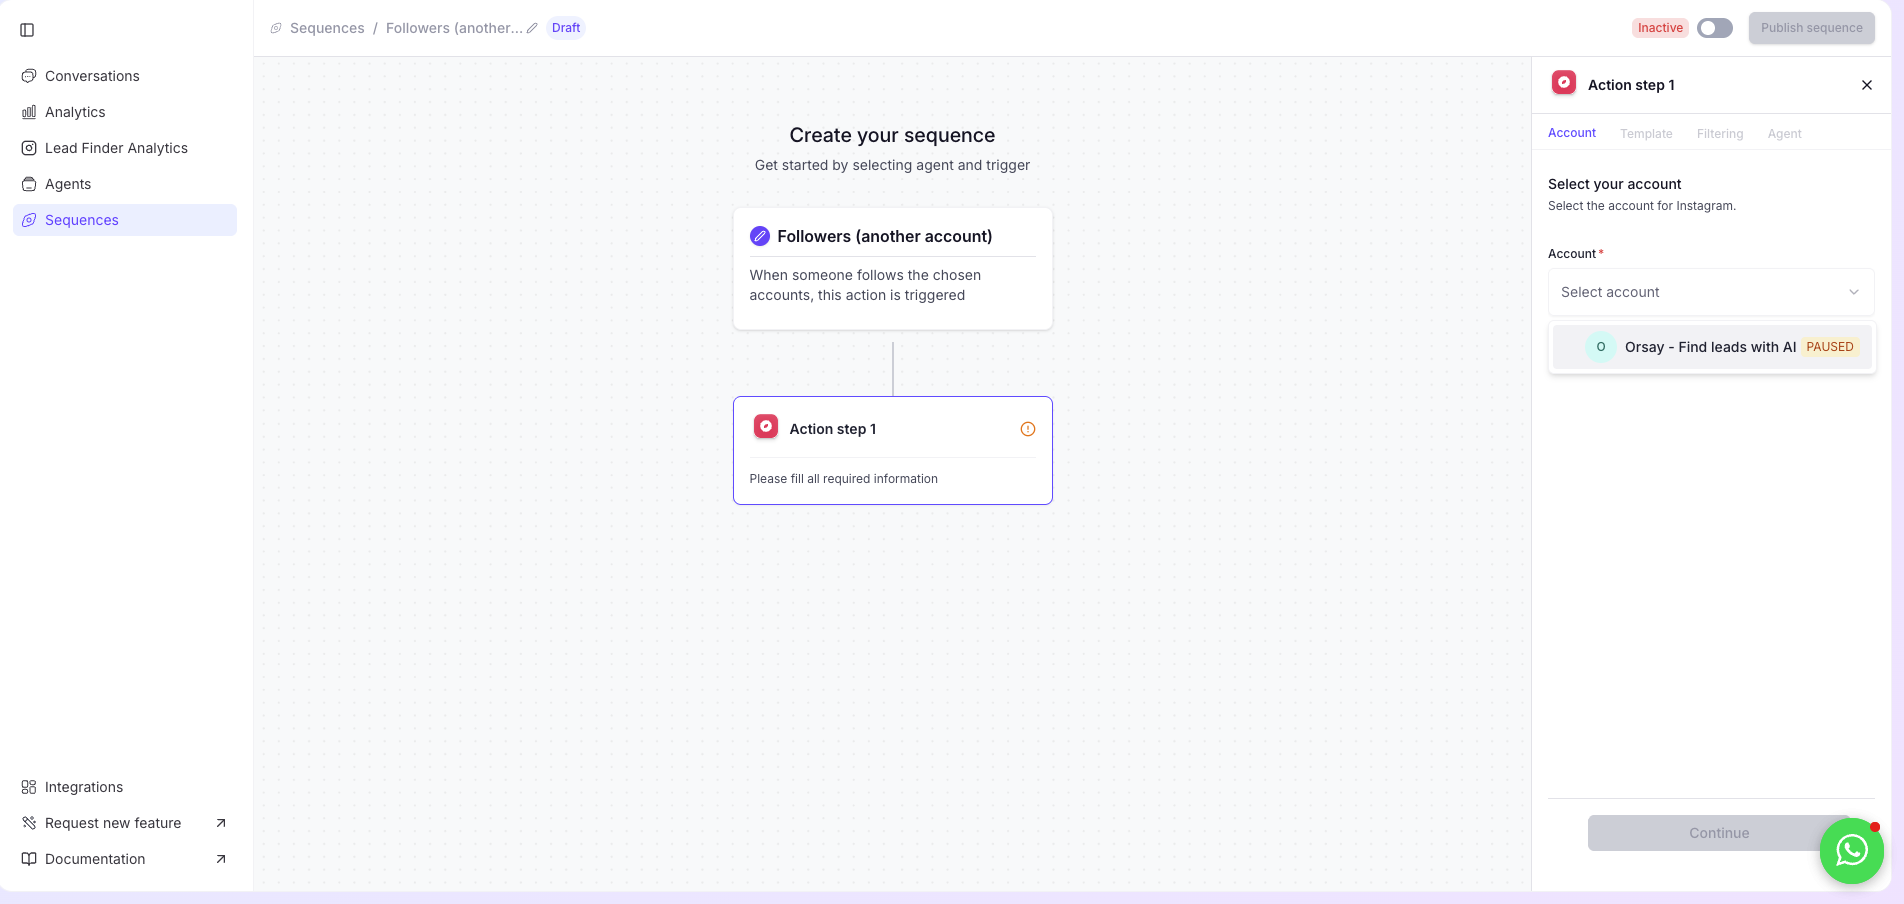 Conversations
Analytics
Lead Finder Analytics
Agents
Sequences
Integrations
Request new feature
Documentation
Sequences / Followers (another... Draft
Inactive
Publish sequence
Create your sequence
Get started by selecting agent and trigger
Followers (another account)
When someone follows the chosen
accounts, this action is triggered
Action step 1
Please fill all required information
Action step 1
Account Template Filtering Agent
Select your account
Select the account for Instagram.
Account*
Select account
O Orsay - Find leads with AI PAUSED
Continue